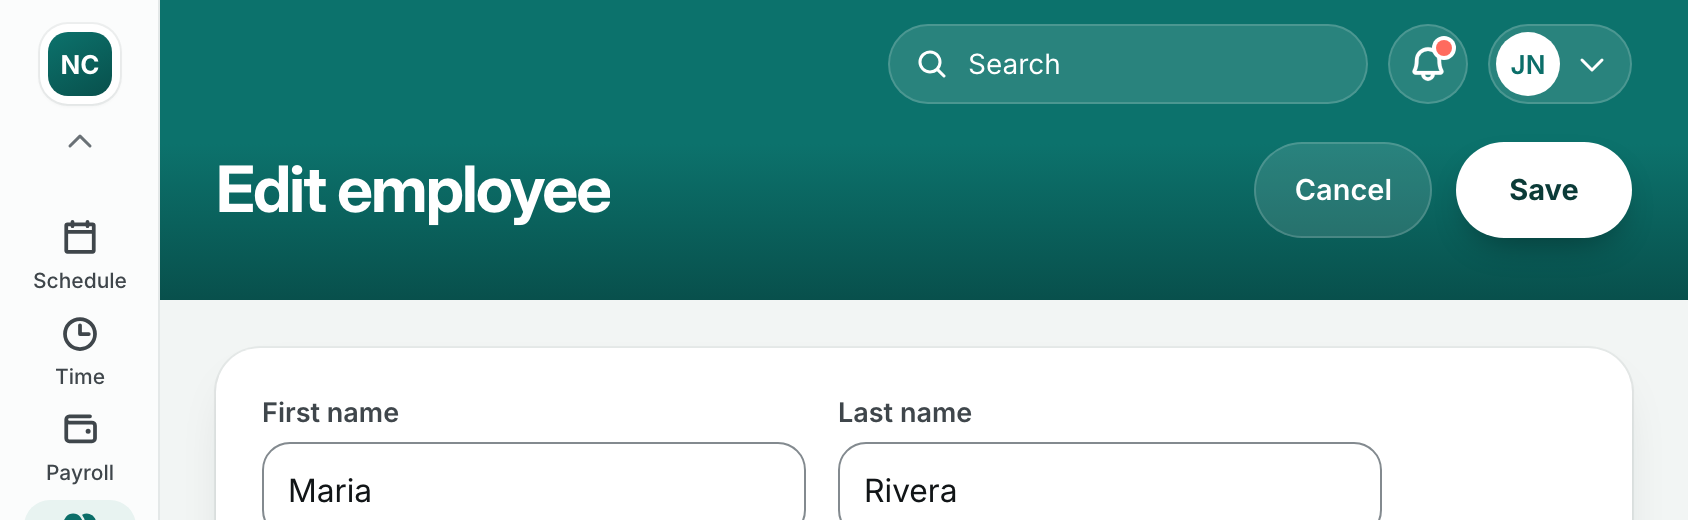 NC
Search
JN
Edit employee
Cancel
Save
Schedule
Time
Payroll
First name
Last name
Maria
Rivera